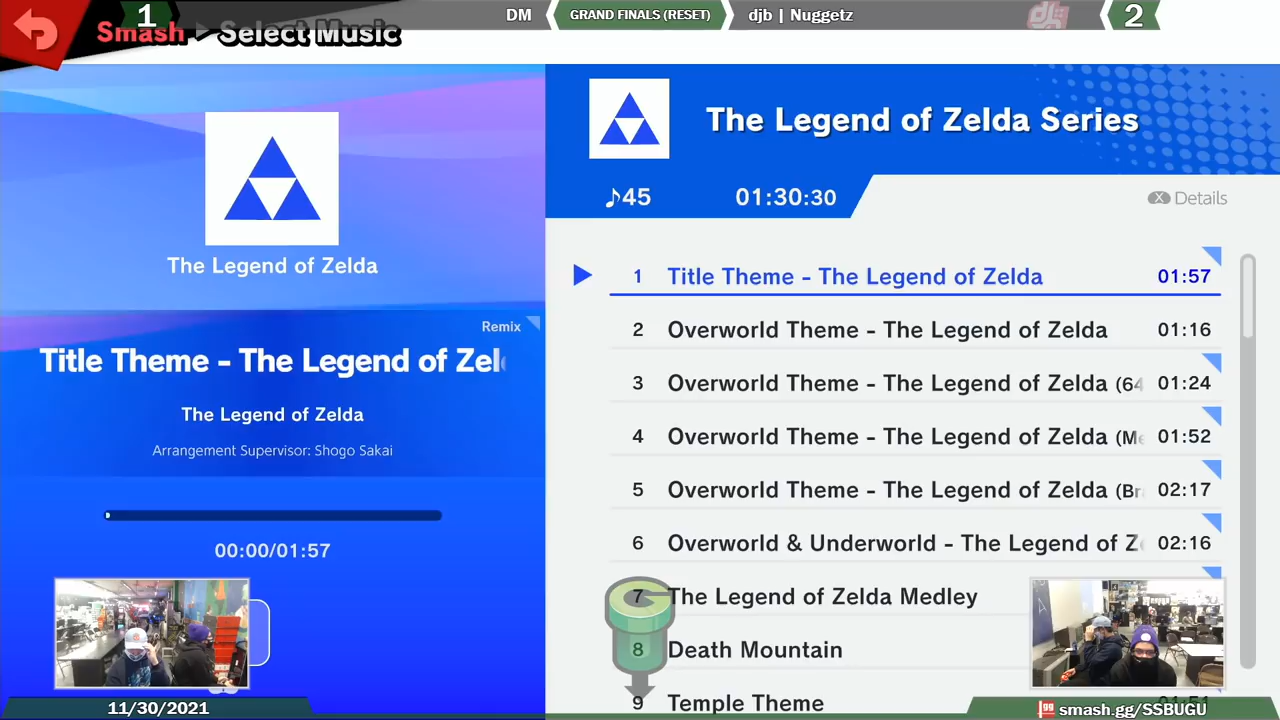 1
DM
GRAND FINALS (RESET)
djb | Nuggetz
2
Smash
Select Music
The Legend of Zelda
Remix
Title Theme - The Legend of Zel
The Legend of Zelda
Arrangement Supervisor: Shogo Sakai
00:00/01:57
The Legend of Zelda Series
♪45 01:30:30
X Details
1 Title Theme - The Legend of Zelda 01:57
2 Overworld Theme - The Legend of Zelda 01:16
3 Overworld Theme - The Legend of Zelda (64 01:24
4 Overworld Theme - The Legend of Zelda (Me 01:52
5 Overworld Theme - The Legend of Zelda (Br 02:17
6 Overworld & Underworld - The Legend of Ze 02:16
7 The Legend of Zelda Medley
8 Death Mountain
9 Temple Theme
11/30/2021
smash.gg/SSBUGU